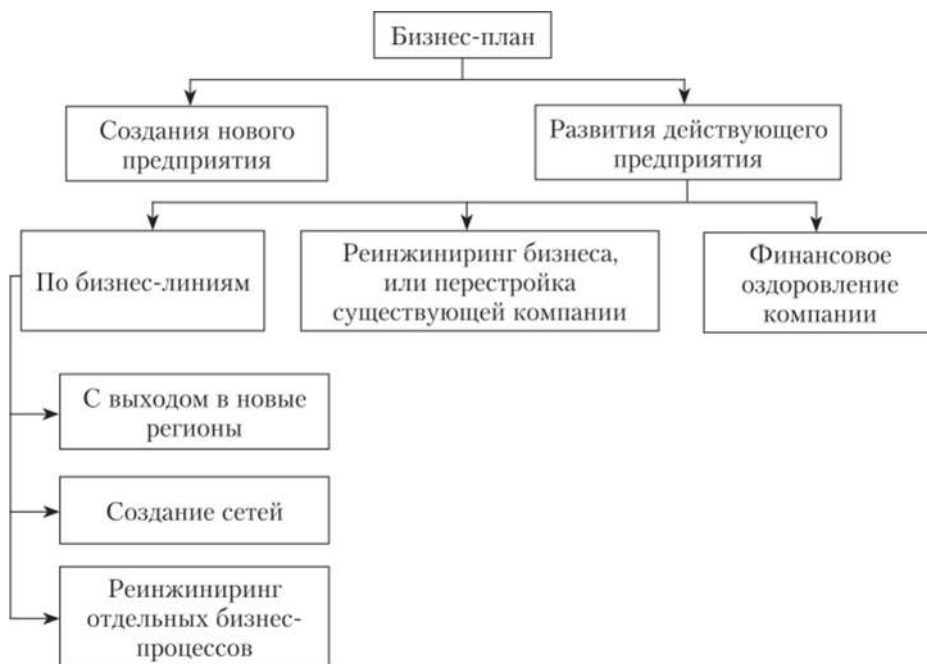 Бизнес-план
Создания нового
предприятия
Развития действующего
предприятия
По бизнес-линиям
Реинжиниринг бизнеса,
или перестройка
существующей компании
Финансовое
оздоровление
компании
С выходом в новые
регионы
Создание сетей
Реинжиниринг
отдельных бизнес-
процессов